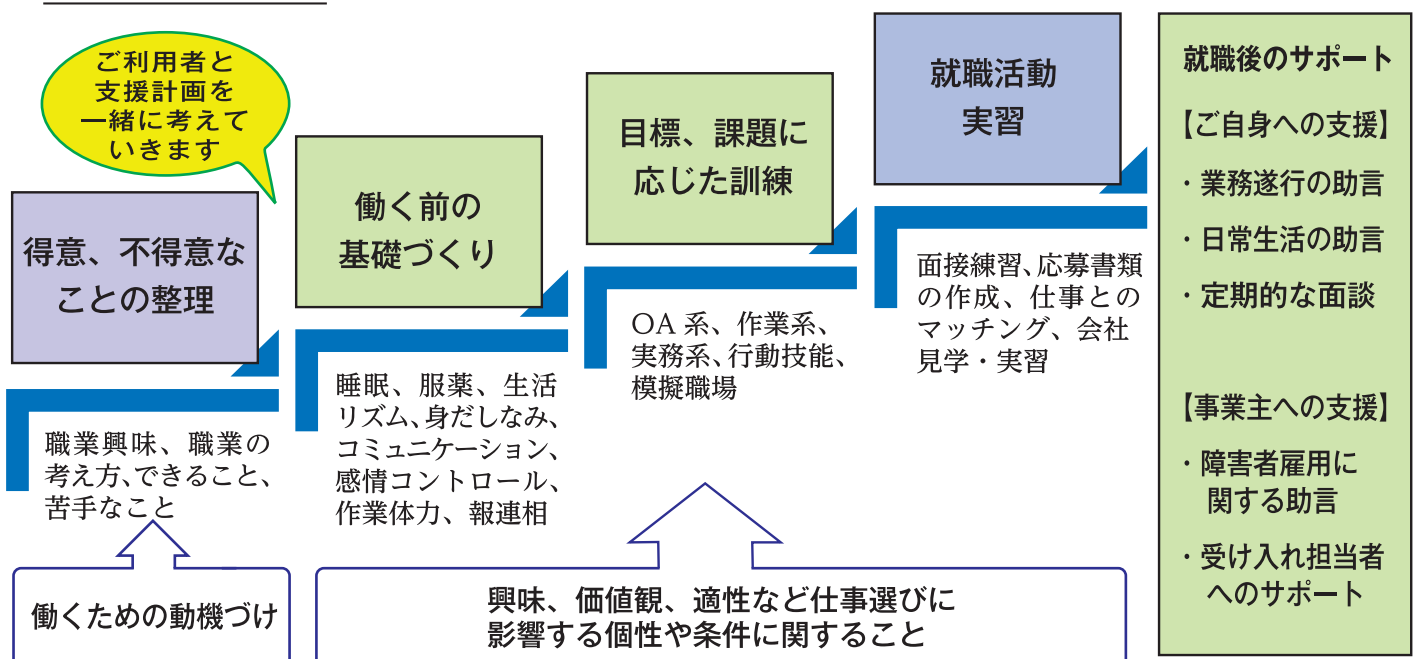 ご利用者と
支援計画を
一緒に考えて
いきます
得意、不得意な
ことの整理
職業興味、職業の
考え方、できること、
苦手なこと
働くための動機づけ
働く前の
基礎づくり
睡眠、服薬、生活
リズム、身だしなみ、
コミュニケーション、
感情コントロール、
作業体力、報連相
目標、課題に
応じた訓練
OA 系、作業系、
実務系、行動技能、
模擬職場
興味、価値観、適性など仕事選びに
影響する個性や条件に関すること
就職活動
実習
面接練習、応募書類
の作成、仕事との
マッチング、会社
見学・実習
就職後のサポート
【ご自身への支援】
・業務遂行の助言
・日常生活の助言
・定期的な面談
【事業主への支援】
・障害者雇用に
関する助言
・受け入れ担当者
へのサポート